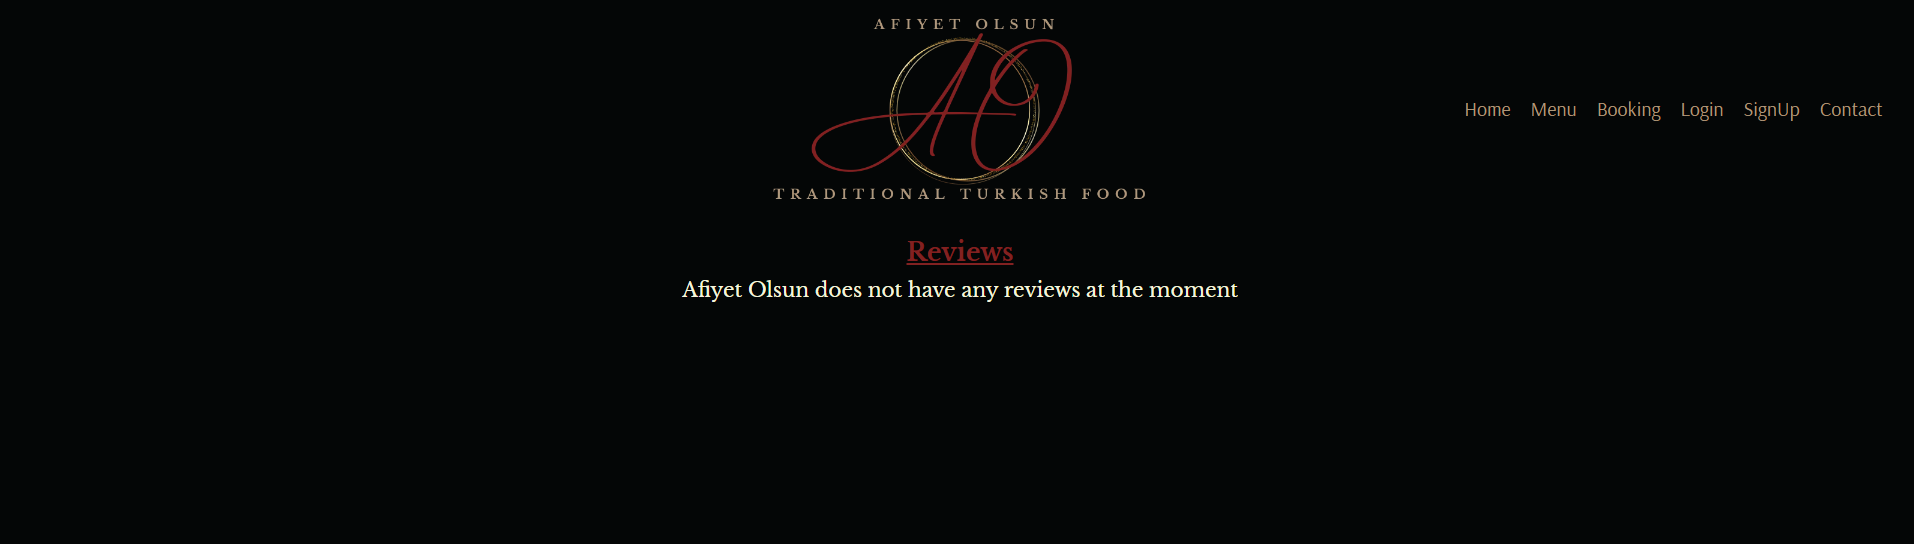 AFIYET OLSUN
AO
TRADITIONAL TURKISH FOOD
Home Menu Booking Login SignUp Contact
Reviews
Afiyet Olsun does not have any reviews at the moment